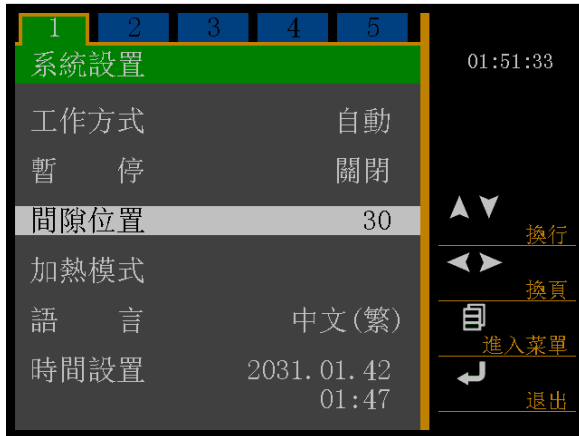 1 2 3 4 5
系統設置
01:51:33
工作方式 自動
暫 停 關閉
間隙位置 30
加熱模式
語 言 中文(繁)
時間設置 2031.01.42
01:47
換行
換頁
進入菜單
退出